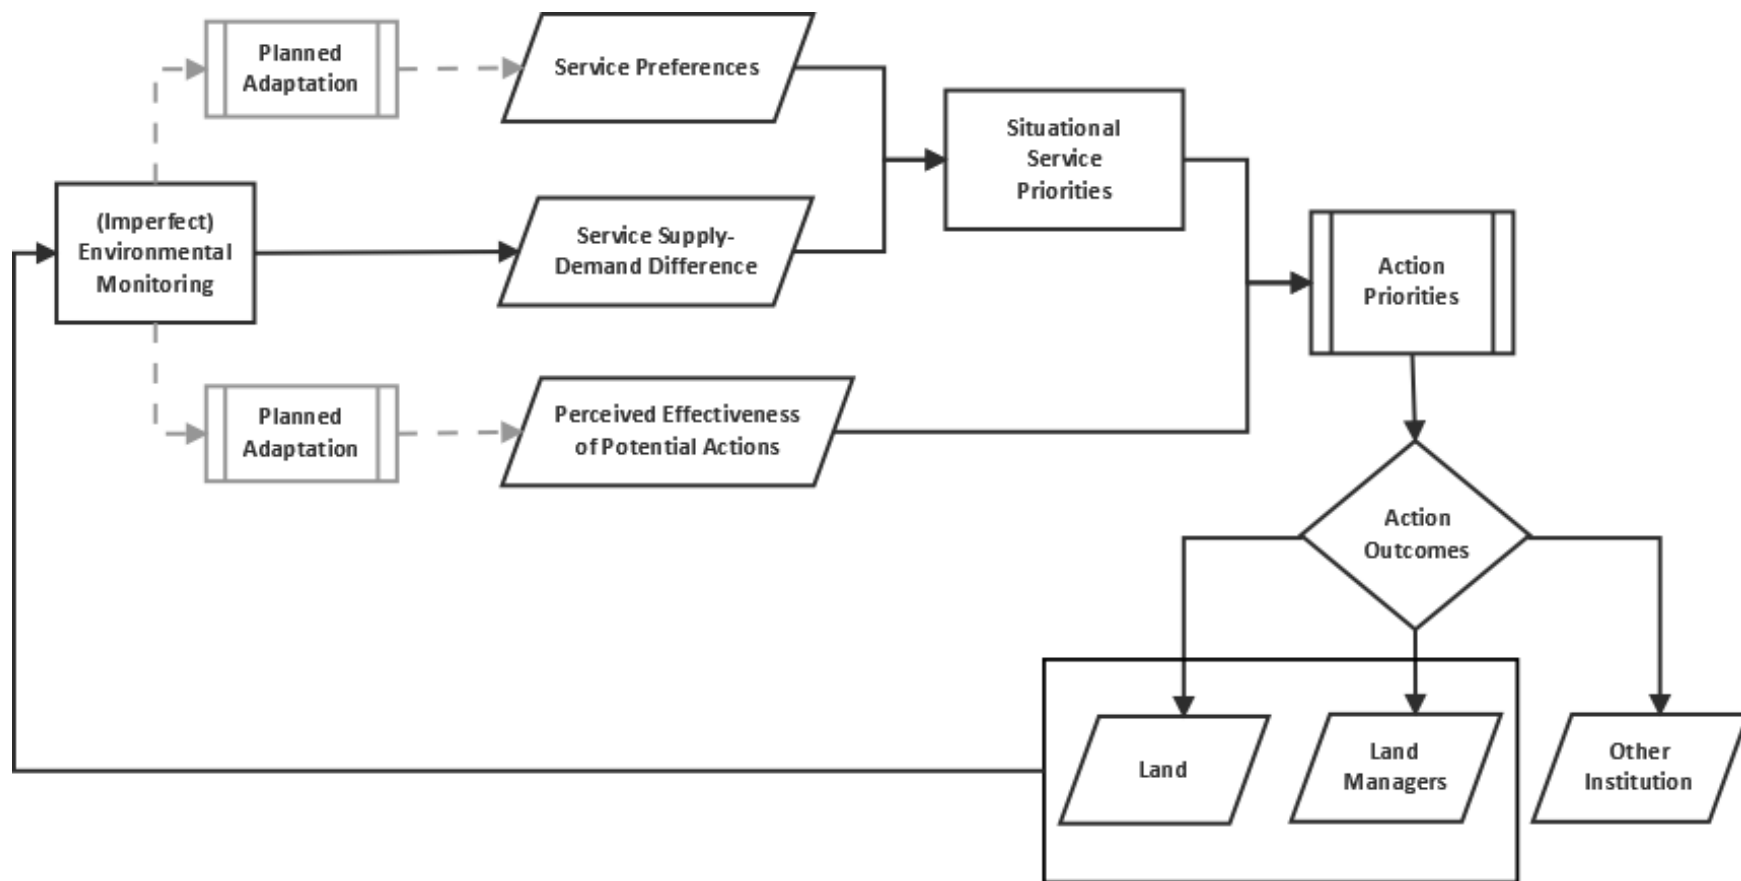 Planned
Adaptation
Service Preferences
Situational
Service
Priorities
(Imperfect)
Environmental
Monitoring
Service Supply-
Demand Difference
Action
Priorities
Planned
Adaptation
Perceived Effectiveness
of Potential Actions
Action
Outcomes
Land
Land
Managers
Other
Institution